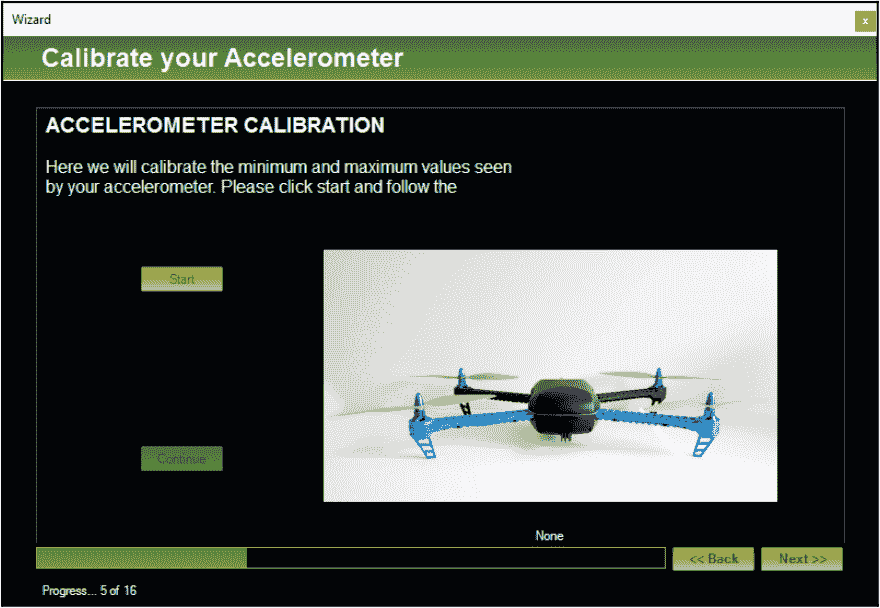 Wizard
x
Calibrate your Accelerometer
ACCELEROMETER CALIBRATION
Here we will calibrate the minimum and maximum values seen
by your accelerometer. Please click start and follow the
Start
Continue
None
<< Back
Next >>
Progress... 5 of 16